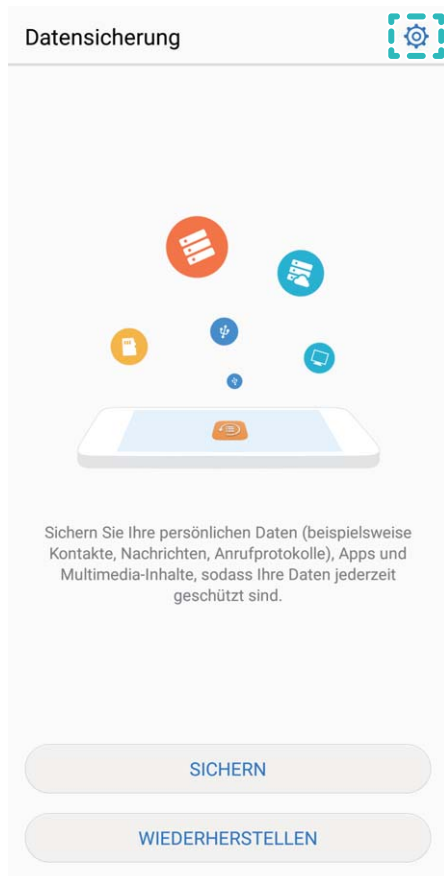 Datensicherung
Sichern Sie Ihre persönlichen Daten (beispielsweise
Kontakte, Nachrichten, Anrufprotokolle), Apps und
Multimedia-Inhalte, sodass Ihre Daten jederzeit
geschützt sind.
SICHERN
WIEDERHERSTELLEN